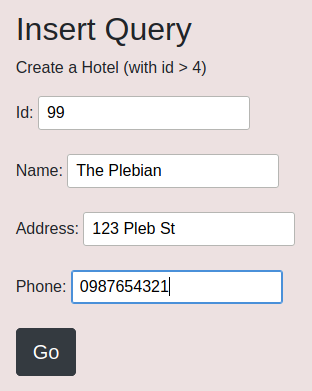 Insert Query
Create a Hotel (with id > 4)
Id: 99
Name: The Plebian
Address: 123 Pleb St
Phone: 0987654321
Go